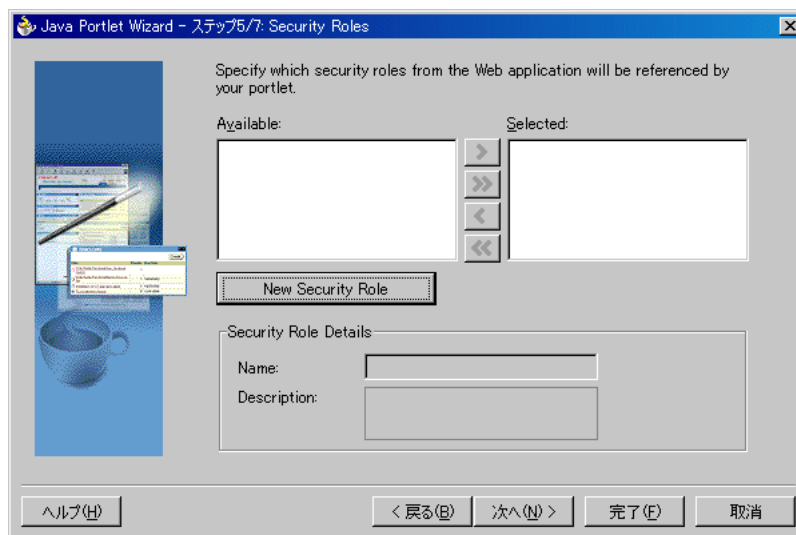 Java Portlet Wizard - ステップ5/7: Security Roles
Specify which security roles from the Web application will be referenced by
your portlet.
Available:
Selected:
>
>>
<
<<
New Security Role
Security Role Details
Name:
Description:
ヘルプ(H)
< 戻る(B)
次へ(N) >
完了(F)
取消